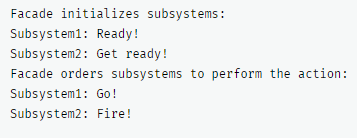 Facade initializes subsystems:
Subsystem1: Ready!
Subsystem2: Get ready!
Facade orders subsystems to perform the action:
Subsystem1: Go!
Subsystem2: Fire!